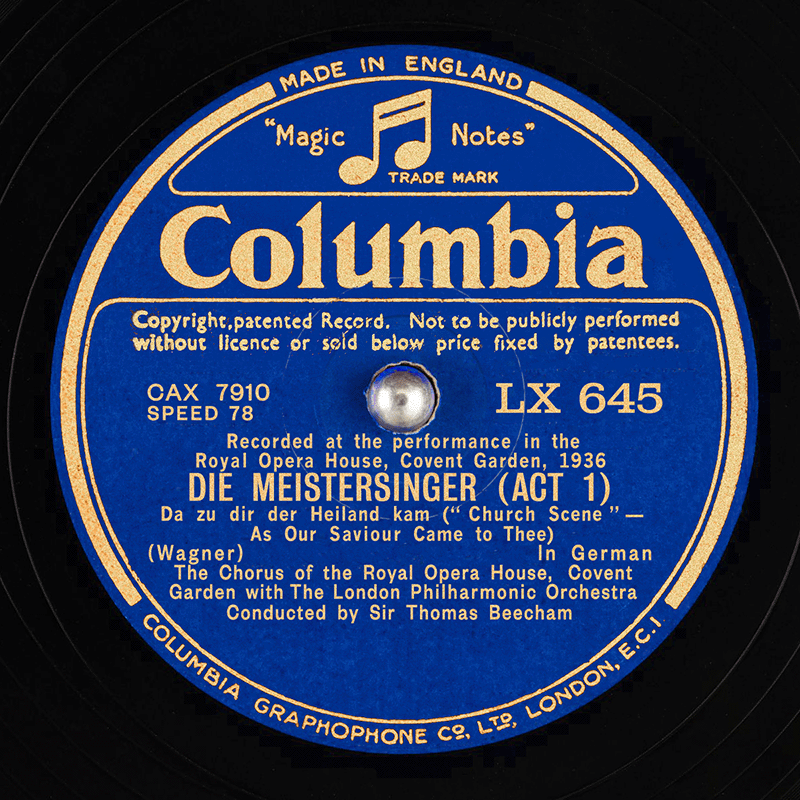 MADE IN ENGLAND
"Magic Notes"
TRADE MARK
Columbia
Copyright, patented Record. Not to be publicly performed
without licence or sold below price fixed by patentees.
CAX 7910
SPEED 78
LX 645
Recorded at the performance in the
Royal Opera House, Covent Garden, 1936
DIE MEISTERSINGER (ACT 1)
Da zu dir der Heiland kam ("Church Scene"—
As Our Saviour Came to Thee)
(Wagner) In German
The Chorus of the Royal Opera House, Covent
Garden with The London Philharmonic Orchestra
Conducted by Sir Thomas Beecham
COLUMBIA GRAPHOPHONE CO, LTD, LONDON, E.C.1